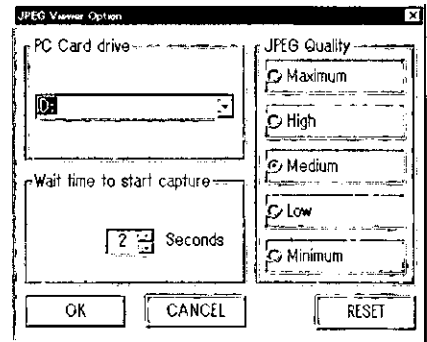 JPEG Viewer Option
PC Card drive
D:
Wait time to start capture
2 Seconds
JPEG Quality
Maximum
High
Medium
Low
Minimum
OK
CANCEL
RESET